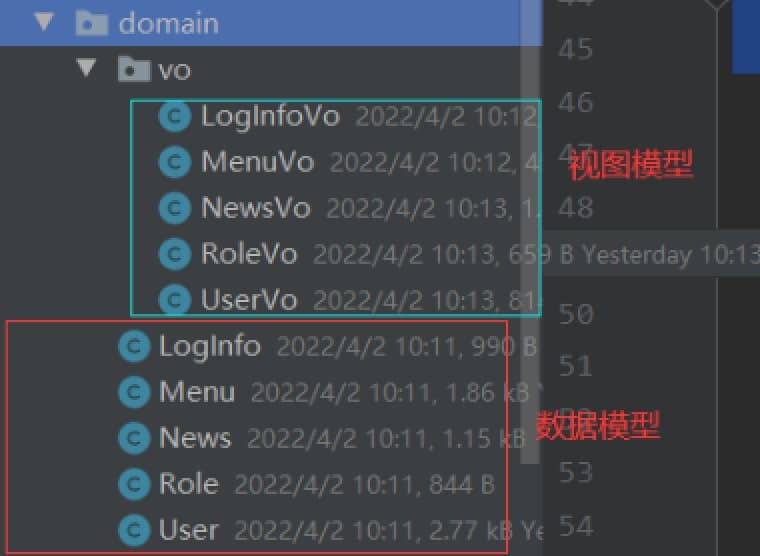 domain
45
vo
46
LogInfoVo 2022/4/2 10:12,
MenuVo 2022/4/2 10:12, 4
47
视图模型
NewsVo 2022/4/2 10:13, 1.
48
RoleVo 2022/4/2 10:13, 659 B Yesterday 10:13
UserVo 2022/4/2 10:13, 81
50
LogInfo 2022/4/2 10:11, 990 B
51
Menu 2022/4/2 10:11, 1.86 kB
News 2022/4/2 10:11, 1.15 kB
数据模型
Role 2022/4/2 10:11, 844 B
53
User 2022/4/2 10:11, 2.77 kB Ye
54